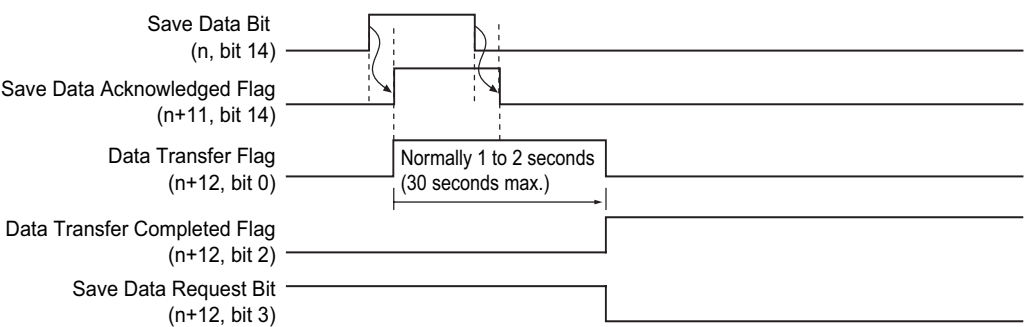 Save Data Bit
(n, bit 14)
Save Data Acknowledged Flag
(n+11, bit 14)
Data Transfer Flag
(n+12, bit 0)
Normally 1 to 2 seconds
(30 seconds max.)
Data Transfer Completed Flag
(n+12, bit 2)
Save Data Request Bit
(n+12, bit 3)